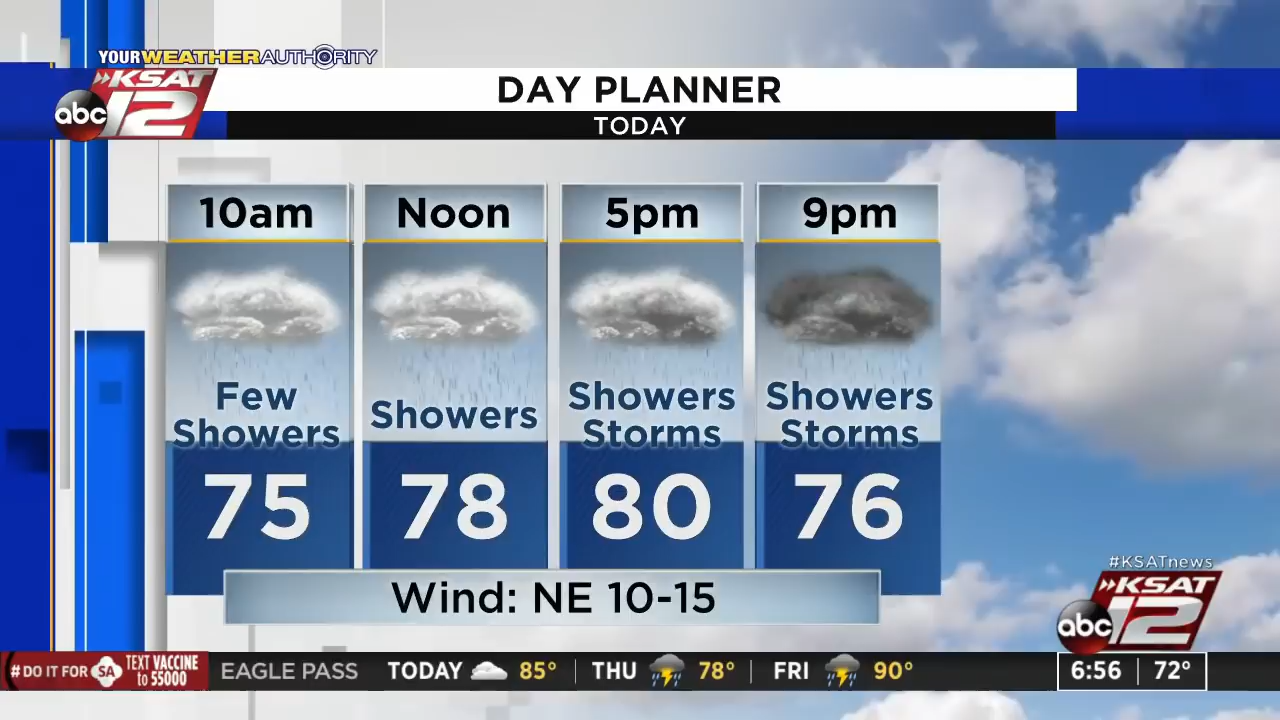 YOURWEATHERAUTHORITY
KSAT
abc 12
DAY PLANNER
TODAY
10am
Noon
5pm
9pm
Few
Showers
Showers
Showers
Storms
Showers
Storms
75
78
80
76
Wind: NE 10-15
#KSATnews
KSAT
abc 12
#DO IT FOR SA TEXT VACCINE
to 55000
EAGLE PASS TODAY 85° THU 78° FRI 90°
6:56 72°